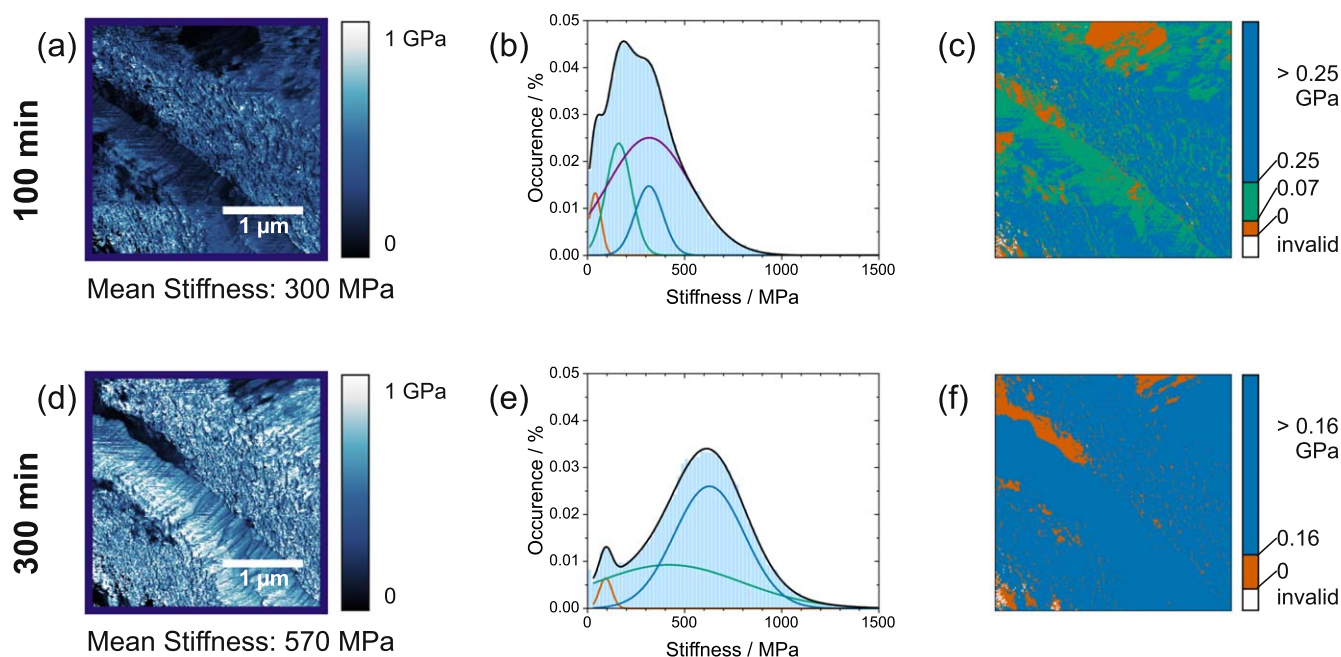 100 min
(a)
1 GPa
0
1 µm
Mean Stiffness: 300 MPa
(b)
0.05
0.04
0.03
0.02
0.01
0.00
Occurence / %
0
500
1000
1500
Stiffness / MPa
(c)
> 0.25
GPa
0.25
0.07
0
invalid
300 min
(d)
1 GPa
0
1 µm
Mean Stiffness: 570 MPa
(e)
0.05
0.04
0.03
0.02
0.01
0.00
Occurence / %
0
500
1000
1500
Stiffness / MPa
(f)
> 0.16
GPa
0.16
0
invalid